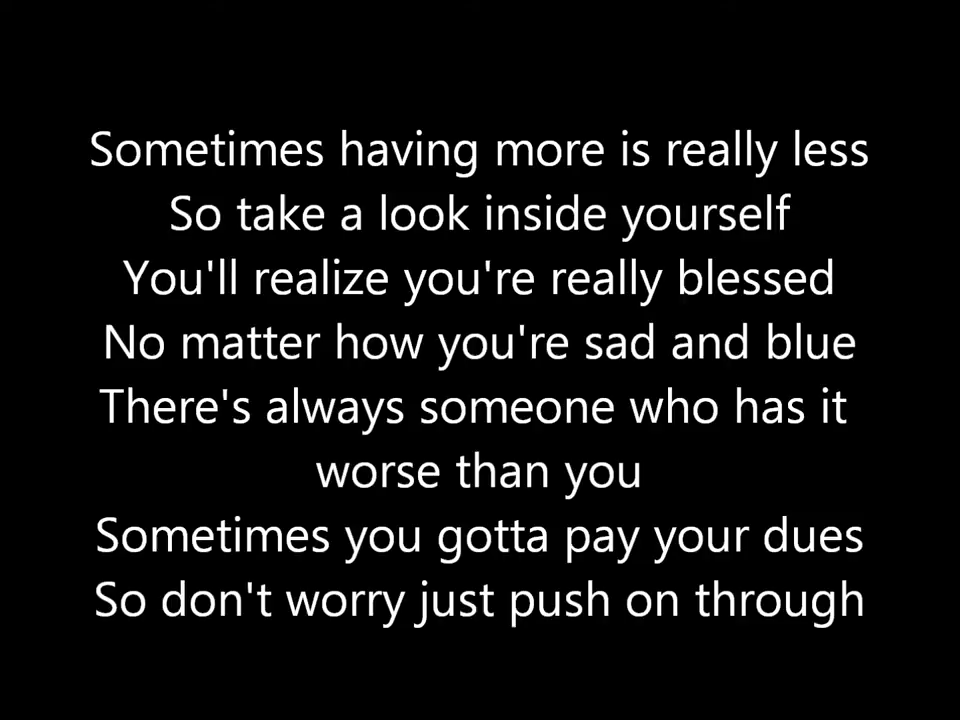 Sometimes having more is really less
So take a look inside yourself
You'll realize you're really blessed
No matter how you're sad and blue
There's always someone who has it
worse than you
Sometimes you gotta pay your dues
So don't worry just push on through